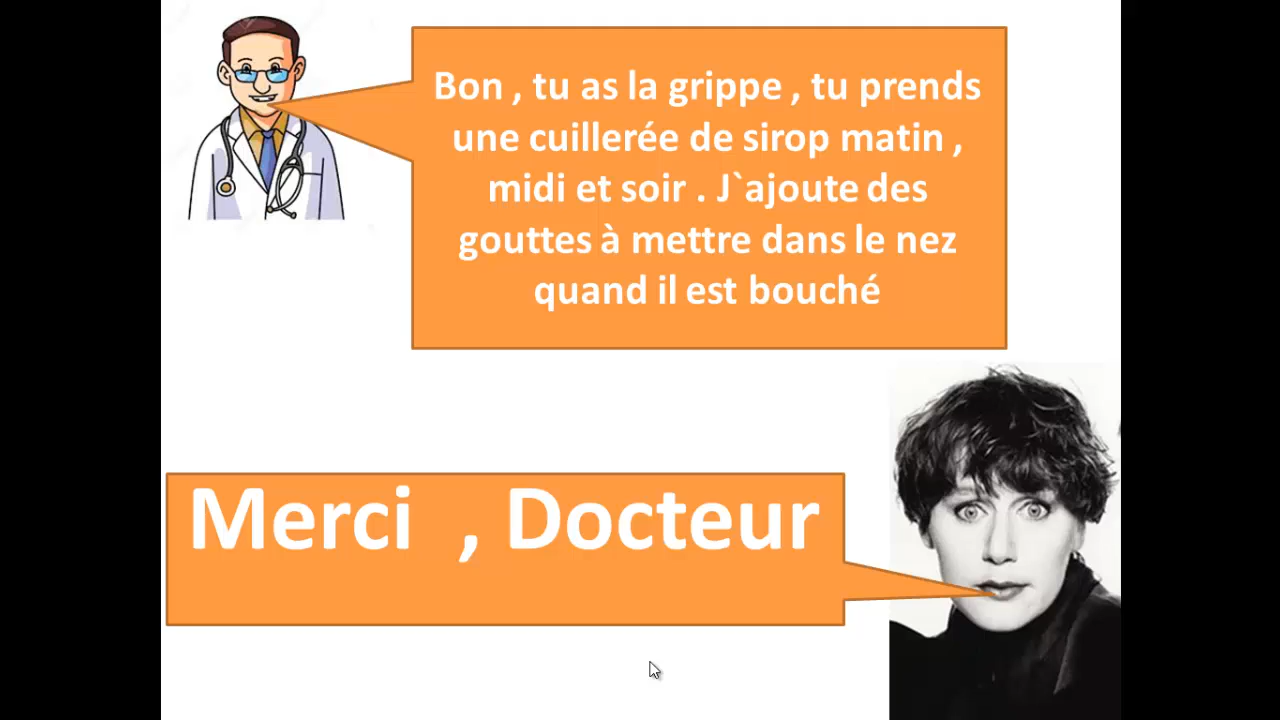 Bon , tu as la grippe , tu prends
une cuillerée de sirop matin ,
midi et soir . J`ajoute des
gouttes à mettre dans le nez
quand il est bouché
Merci , Docteur